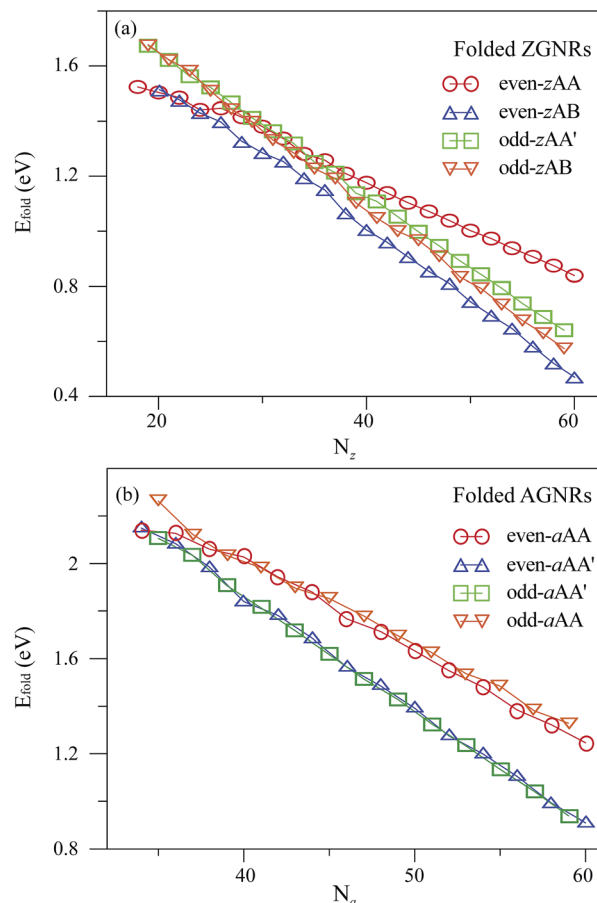 (a)
Folded ZGNRs
even-zAA
even-zAB
odd-zAA'
odd-zAB
E_fold (eV)
1.6
1.2
0.8
0.4
20
40
60
N_z
(b)
Folded AGNRs
even-aAA
even-aAA'
odd-aAA'
odd-aAA
E_fold (eV)
2
1.6
1.2
0.8
40
50
60
N_a